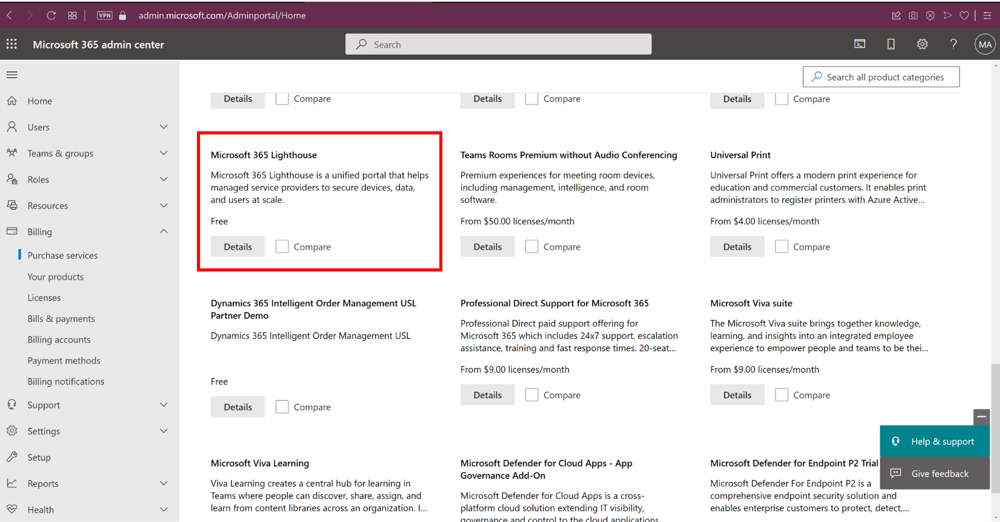 VPN admin.microsoft.com/Adminportal/Home
Microsoft 365 admin center
Search
MA
Search all product categories
Home
Users
Teams & groups
Roles
Resources
Billing
Purchase services
Your products
Licenses
Bills & payments
Billing accounts
Payment methods
Billing notifications
Support
Settings
Setup
Reports
Health
Details Compare
Details Compare
Details Compare
Microsoft 365 Lighthouse
Microsoft 365 Lighthouse is a unified portal that helps
managed service providers to secure devices, data,
and users at scale.
Free
Details Compare
Teams Rooms Premium without Audio Conferencing
Premium experiences for meeting room devices,
including management, intelligence, and room
software.
From $50.00 licenses/month
Details Compare
Universal Print
Universal Print offers a modern print experience for
education and commercial customers. It enables print
administrators to register printers with Azure Active...
From $4.00 licenses/month
Details Compare
Dynamics 365 Intelligent Order Management USL
Partner Demo
Dynamics 365 Intelligent Order Management USL
Free
Details Compare
Professional Direct Support for Microsoft 365
Professional Direct paid support offering for
Microsoft 365 which includes 24x7 support, escalation
assistance, training and fast response times. 20-seat...
From $9.00 licenses/month
Details Compare
Microsoft Viva suite
The Microsoft Viva suite brings together knowledge,
learning, and insights into an integrated employee
experience to empower people and teams to be thei...
From $9.00 licenses/month
Details Compare
Microsoft Viva Learning
Viva Learning creates a central hub for learning in
Teams where people can discover, share, assign, and
learn from content libraries across an organization. I...
Microsoft Defender for Cloud Apps - App
Governance Add-On
Microsoft Defender for Cloud Apps is a cross-
platform cloud solution extending IT visibility,
governance and control to the cloud applications
Microsoft Defender for Endpoint P2 Trial
Microsoft Defender For Endpoint P2 is a
comprehensive endpoint security solution and
enables enterprise customers to protect, detect,...
Help & support
Give feedback